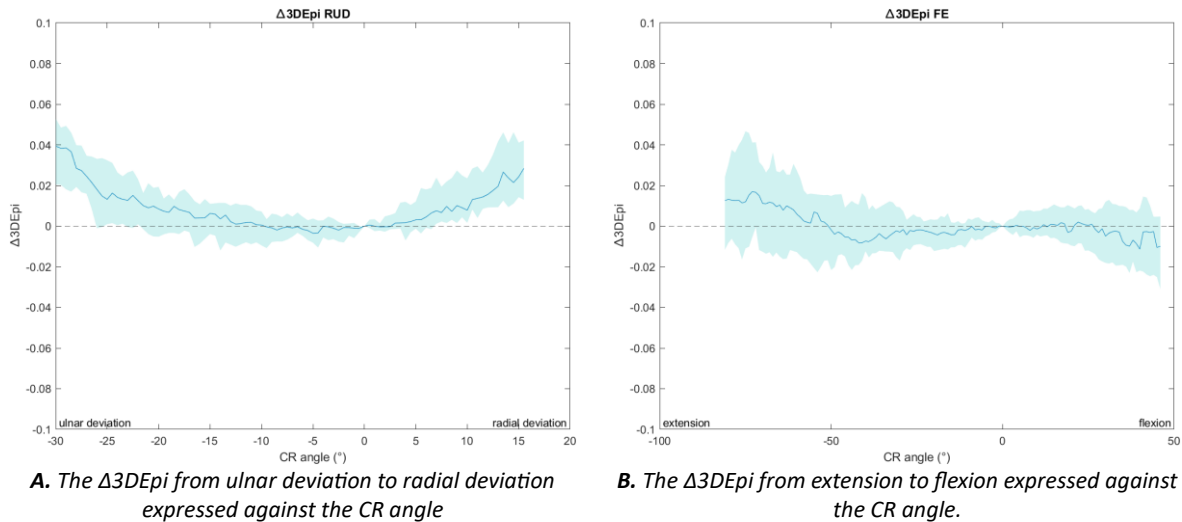 Δ3DEpi RUD
0.1
0.08
0.06
0.04
0.02
0
-0.02
-0.04
-0.06
-0.08
-0.1
Δ3DEpi
ulnar deviation
radial deviation
-30 -25 -20 -15 -10 -5 0 5 10 15 20
CR angle (°)
A. The Δ3DEpi from ulnar deviation to radial deviation
expressed against the CR angle
Δ3DEpi FE
0.1
0.08
0.06
0.04
0.02
0
-0.02
-0.04
-0.06
-0.08
-0.1
Δ3DEpi
extension
flexion
-100 -50 0 50
CR angle (°)
B. The Δ3DEpi from extension to flexion expressed against
the CR angle.